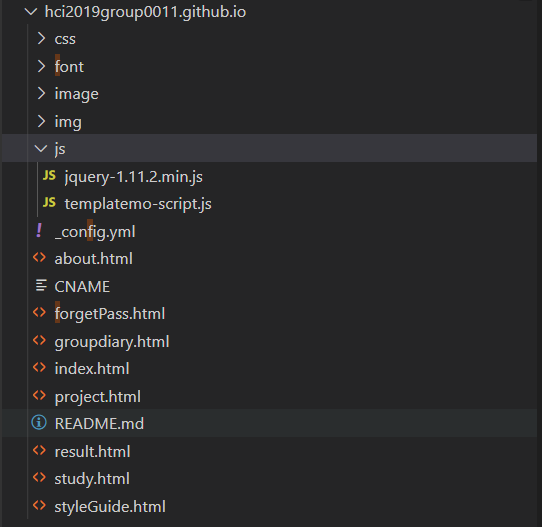 hci2019group0011.github.io
css
font
image
img
js
JS jquery-1.11.2.min.js
JS templatemo-script.js
! _config.yml
<> about.html
CNAME
<> forgetPass.html
<> groupdiary.html
<> index.html
<> project.html
README.md
<> result.html
<> study.html
<> styleGuide.html